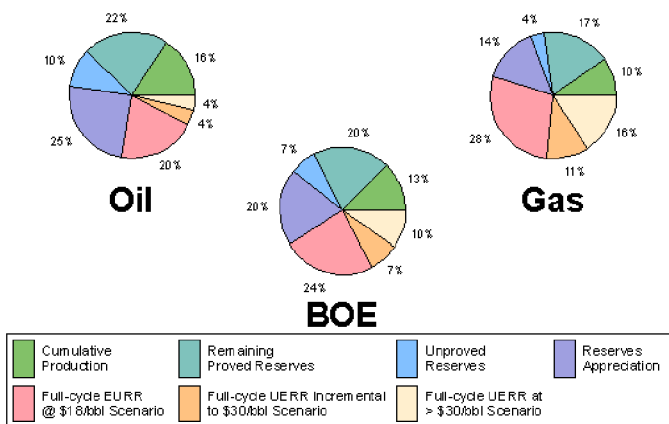 22%
16%
10%
4%
4%
25%
20%
Oil
4%
17%
14%
10%
28%
16%
11%
Gas
20%
7%
13%
20%
10%
7%
24%
BOE
Cumulative
Production
Remaining
Proved Reserves
Unproved
Reserves
Reserves
Appreciation
Full-cycle EURR
@ $18/bbl Scenario
Full-cycle UERR Incremental
to $30/bbl Scenario
Full-cycle UERR at
> $30/bbl Scenario